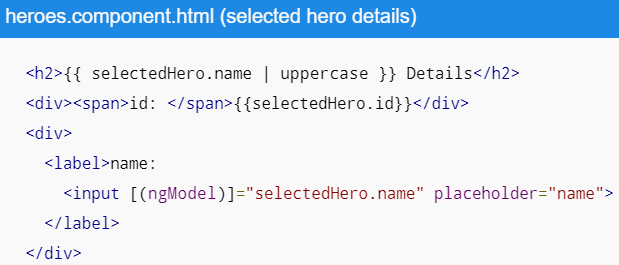 heroes.component.html (selected hero details)
<h2>{{ selectedHero.name | uppercase }} Details</h2>
<div><span>id: </span>{{selectedHero.id}}</div>
<div>
  <label>name:
    <input [(ngModel)]="selectedHero.name" placeholder="name">
  </label>
</div>